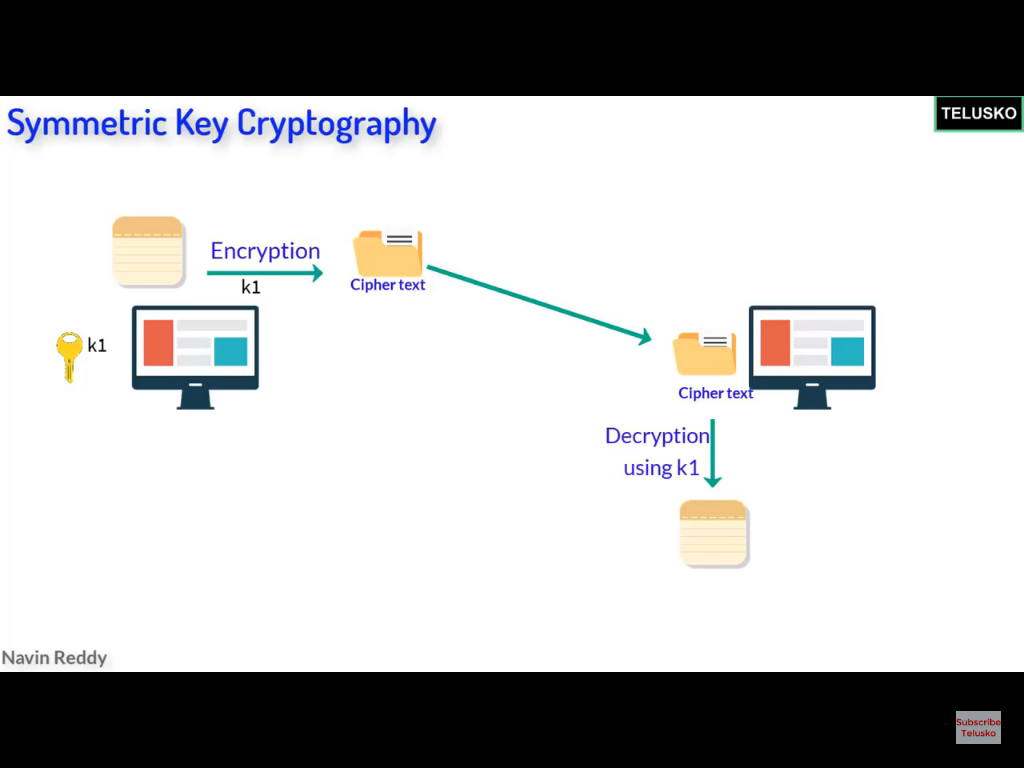 Symmetric Key Cryptography
TELUSKO
Encryption
k1
Cipher text
k1
Cipher text
Decryption
using k1
Navin Reddy
Subscribe
Telusko